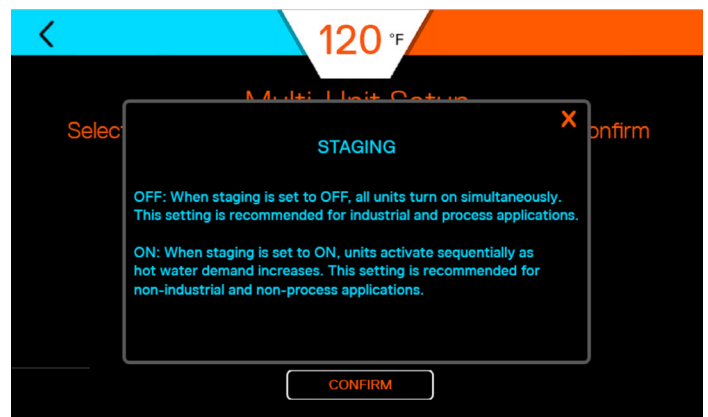 120 °F
Selec
onfirm
X
STAGING
OFF: When staging is set to OFF, all units turn on simultaneously.
This setting is recommended for industrial and process applications.
ON: When staging is set to ON, units activate sequentially as
hot water demand increases. This setting is recommended for
non-industrial and non-process applications.
CONFIRM